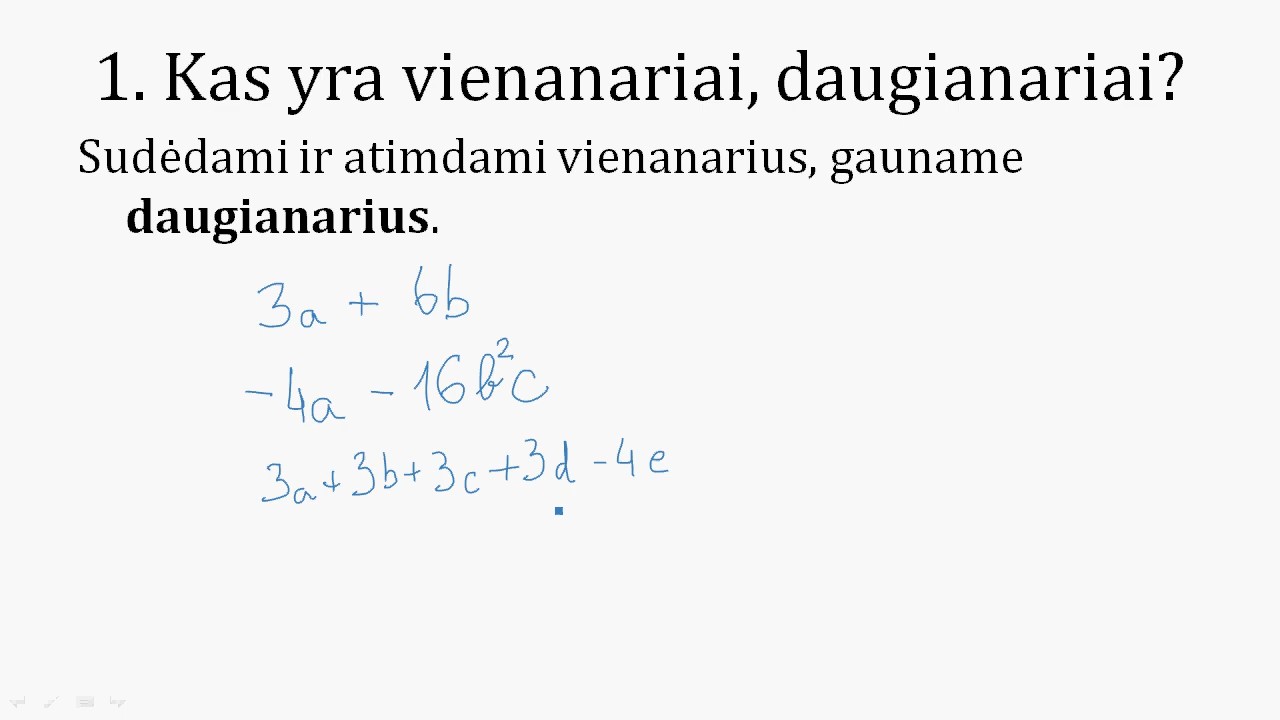 1. Kas yra vienanariai, daugianariai?
Sudėdami ir atimdami vienanarius, gauname
daugianarius.
3a + 6b
-4a - 16b²c
3a+3b+3c+3d-4e